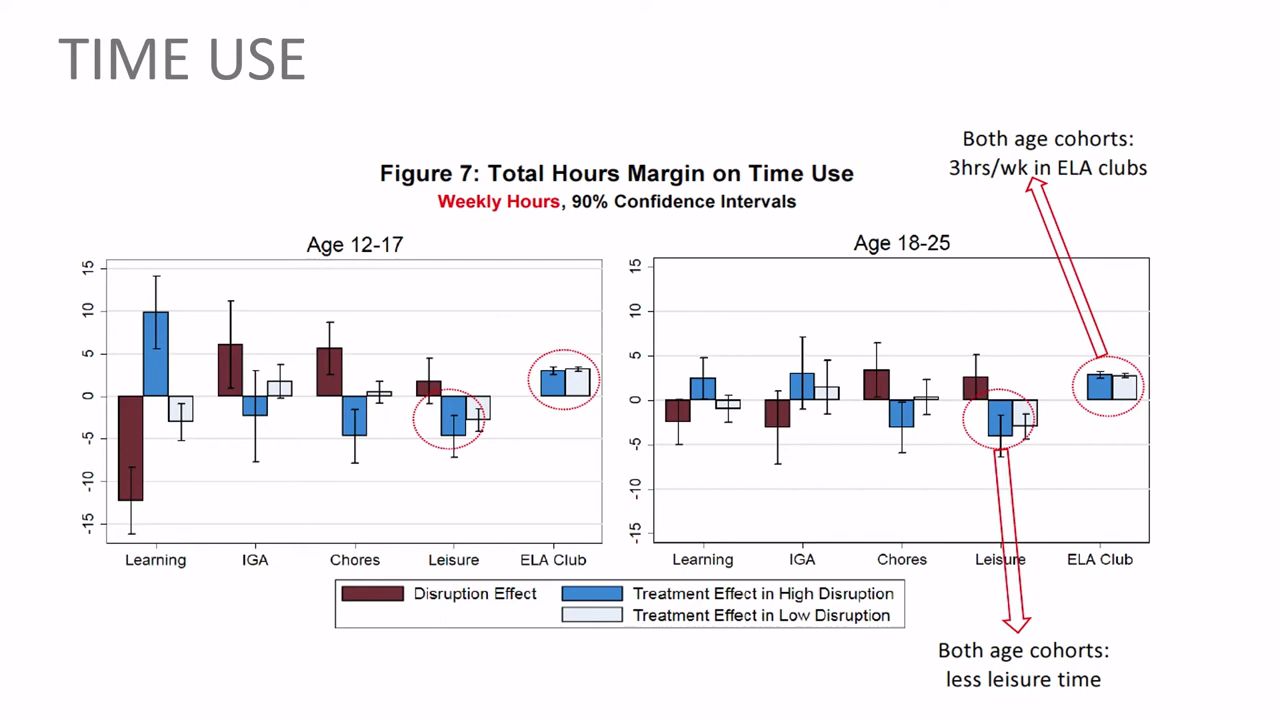 TIME USE
Both age cohorts:
3hrs/wk in ELA clubs
Figure 7: Total Hours Margin on Time Use
Weekly Hours, 90% Confidence Intervals
Age 12-17
15
10
5
0
-5
-10
-15
Learning IGA Chores Leisure ELA Club
Age 18-25
15
10
5
0
-5
-10
-15
Learning IGA Chores Leisure ELA Club
Disruption Effect Treatment Effect in High Disruption
Treatment Effect in Low Disruption
Both age cohorts:
less leisure time